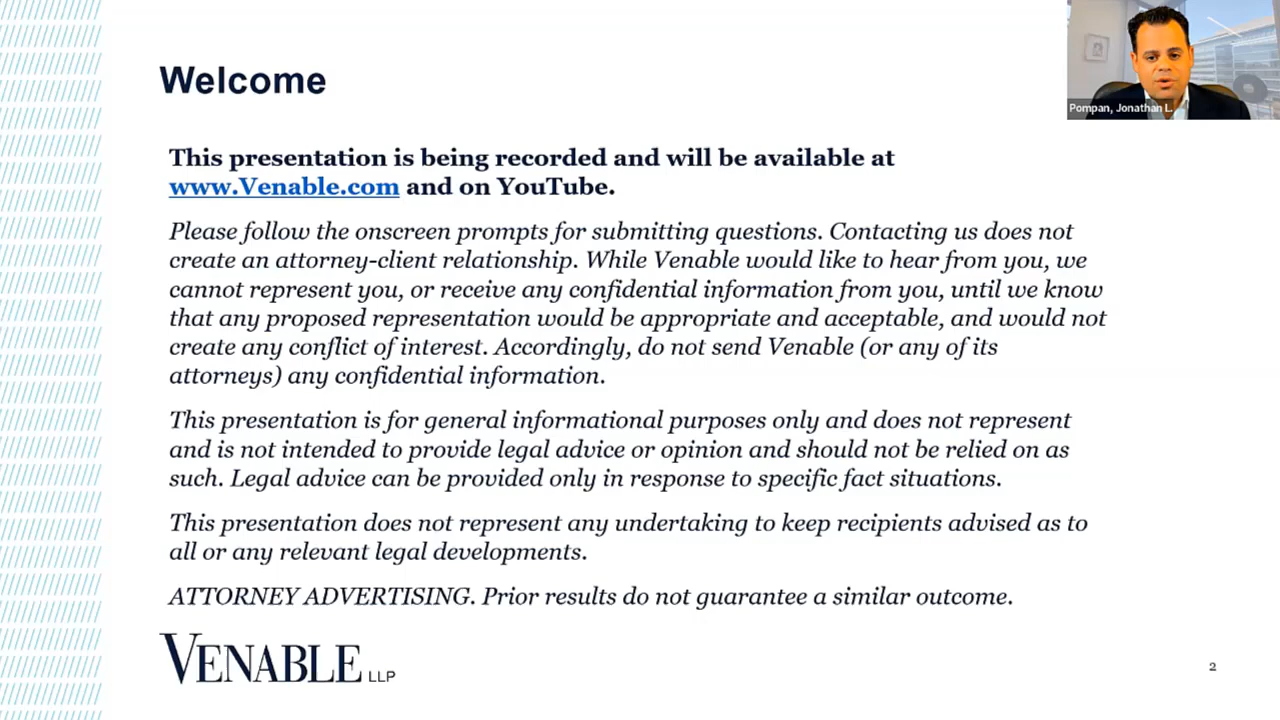 Welcome
Pompan, Jonathan L.
This presentation is being recorded and will be available at
www.Venable.com and on YouTube.
Please follow the onscreen prompts for submitting questions. Contacting us does not
create an attorney-client relationship. While Venable would like to hear from you, we
cannot represent you, or receive any confidential information from you, until we know
that any proposed representation would be appropriate and acceptable, and would not
create any conflict of interest. Accordingly, do not send Venable (or any of its
attorneys) any confidential information.
This presentation is for general informational purposes only and does not represent
and is not intended to provide legal advice or opinion and should not be relied on as
such. Legal advice can be provided only in response to specific fact situations.
This presentation does not represent any undertaking to keep recipients advised as to
all or any relevant legal developments.
ATTORNEY ADVERTISING. Prior results do not guarantee a similar outcome.
VENABLE LLP
2